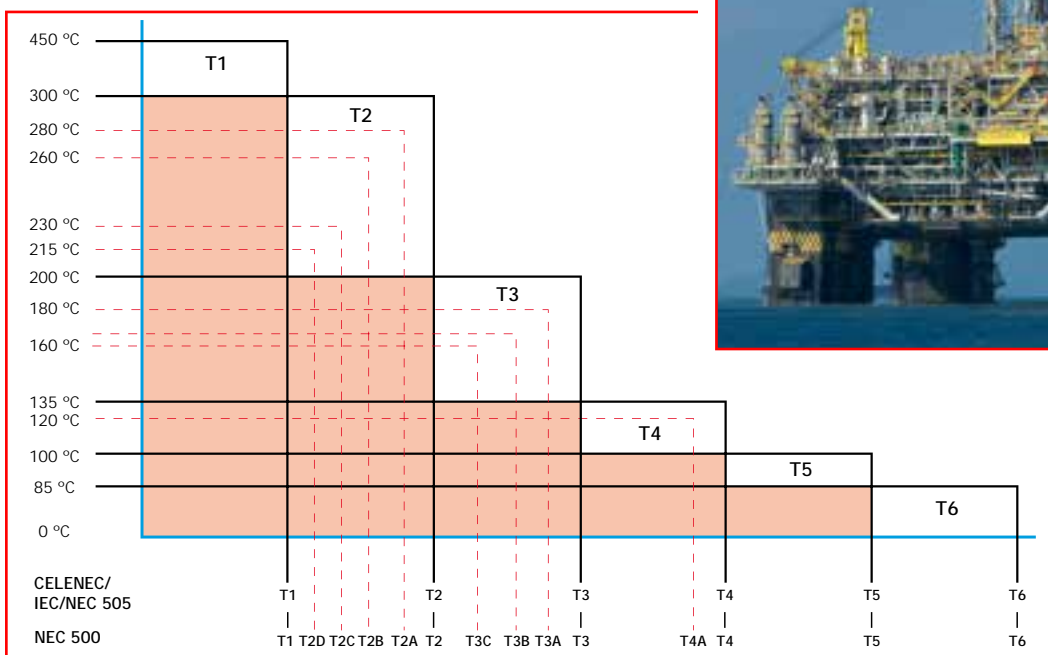 450 ºC
T1
300 ºC
T2
280 ºC
260 ºC
230 ºC
215 ºC
200 ºC
T3
180 ºC
160 ºC
135 ºC
120 ºC
T4
100 ºC
T5
85 ºC
T6
0 ºC
CELENEC/
IEC/NEC 505
T1 T2 T3 T4 T5 T6
NEC 500
T1 T2D T2C T2B T2A T2 T3C T3B T3A T3 T4A T4 T5 T6